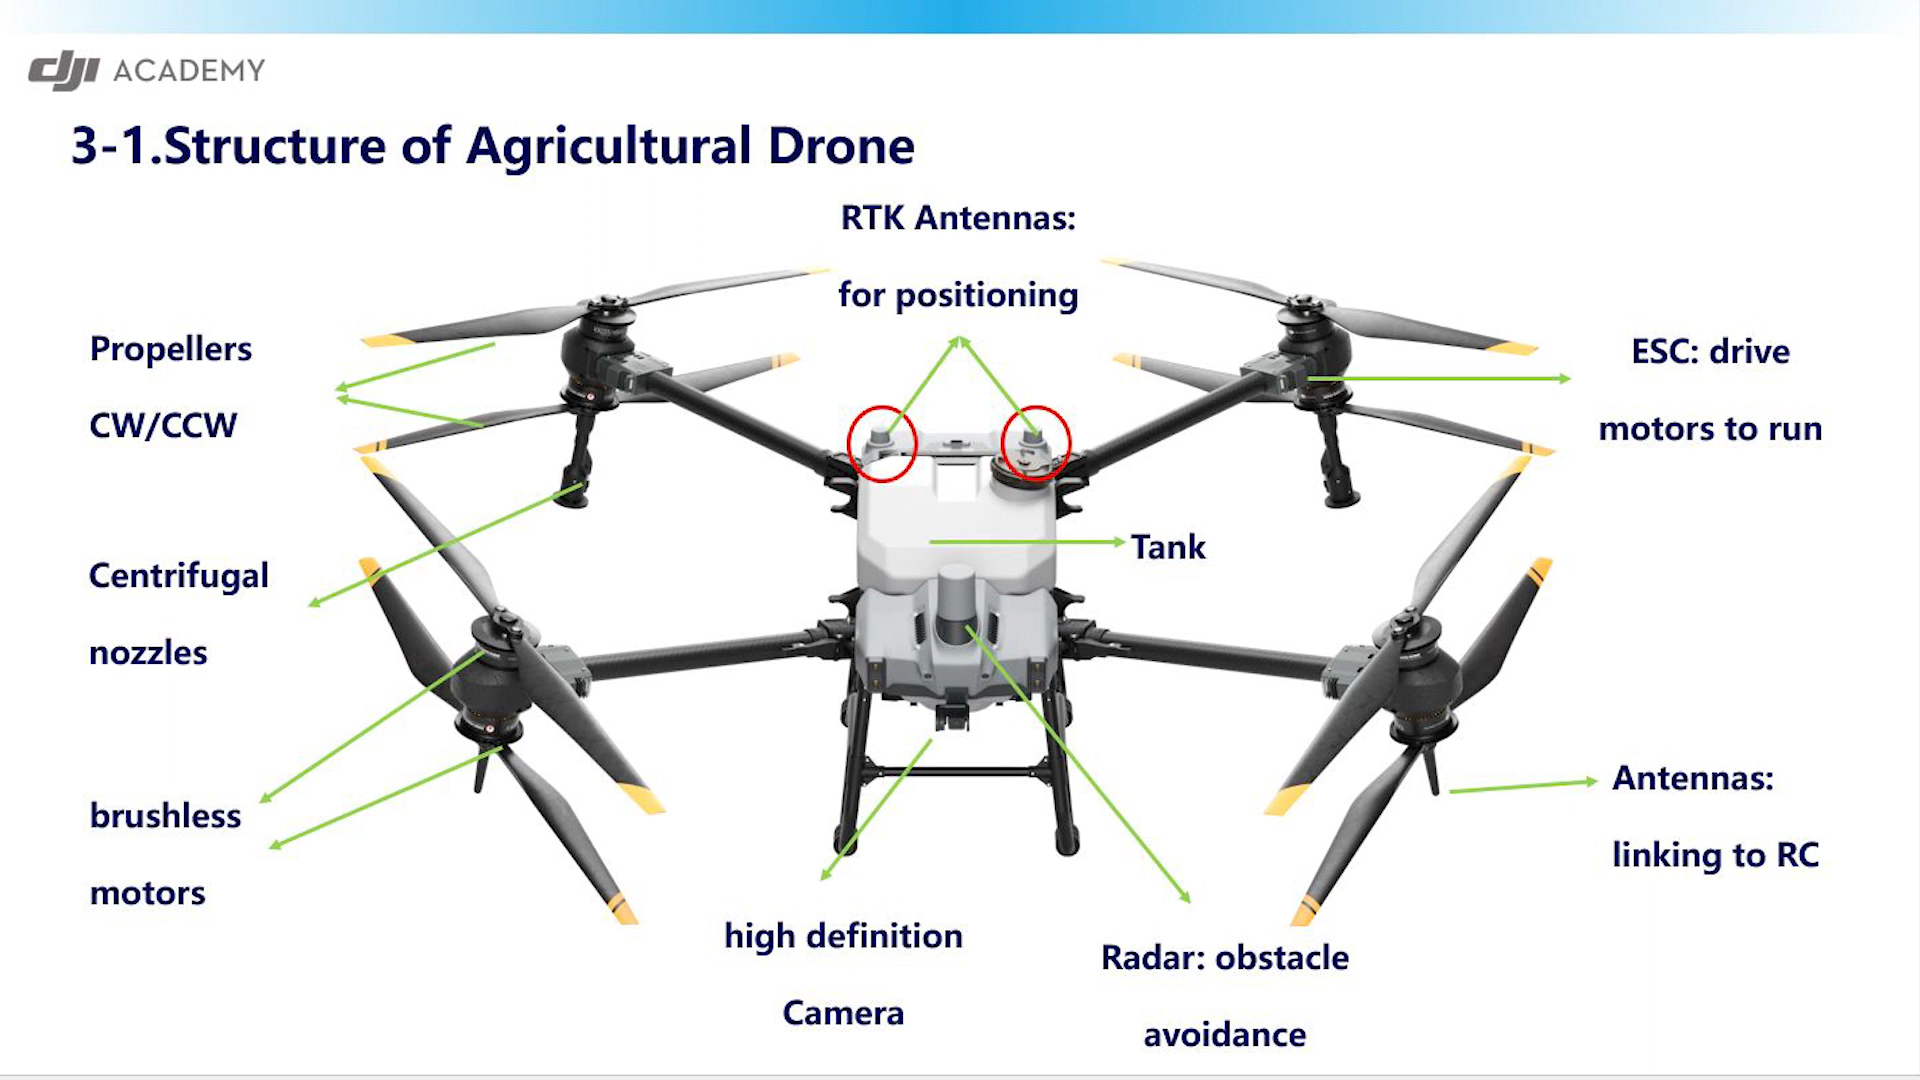 dji ACADEMY
3-1.Structure of Agricultural Drone
RTK Antennas:
for positioning
Propellers
CW/CCW
ESC: drive
motors to run
Tank
Centrifugal
nozzles
brushless
motors
Antennas:
linking to RC
high definition
Camera
Radar: obstacle
avoidance